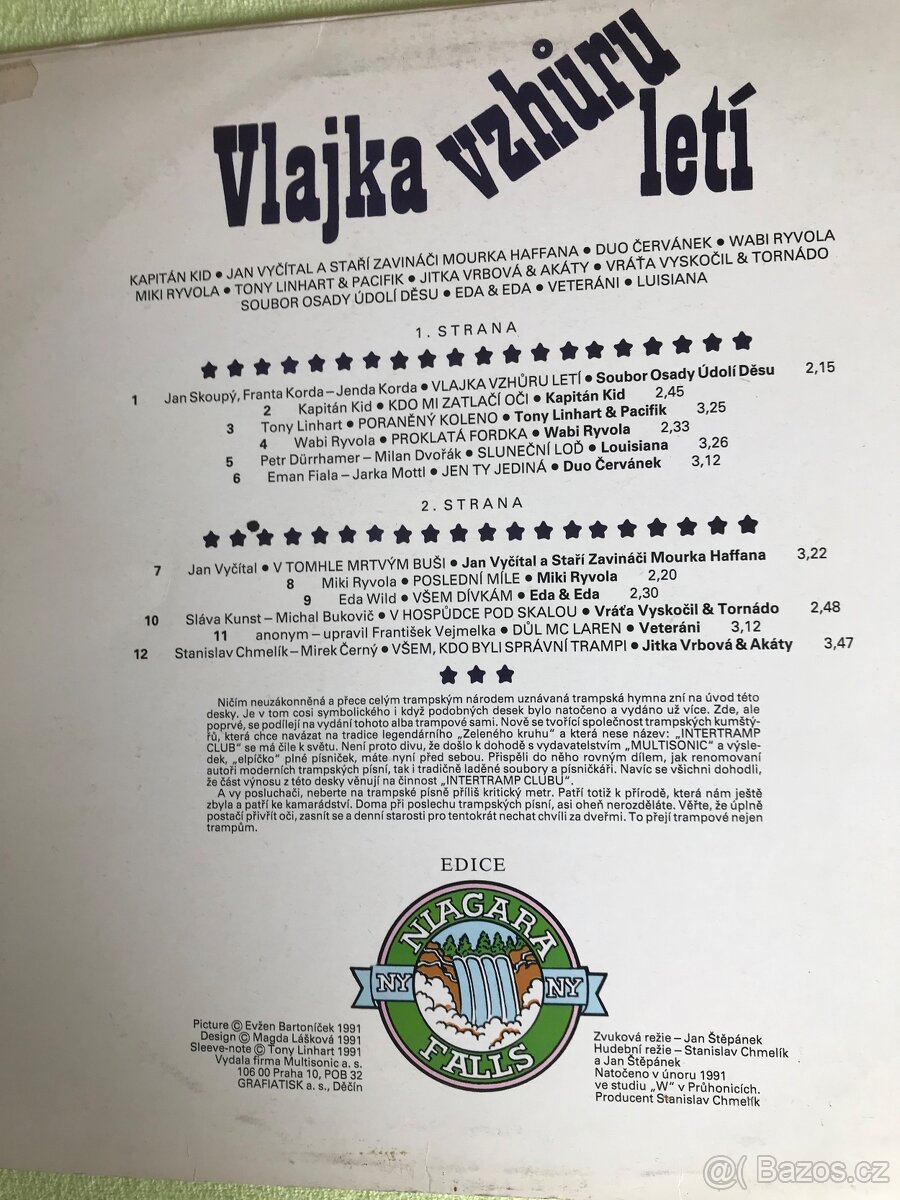 Vlajka vzhůru letí
KAPITÁN KID ● JAN VYČÍTAL A STAŘÍ ZAVINÁČI MOURKA HAFFANA ● DUO ČERVÁNEK ● WABI RYVOLA
MIKI RYVOLA ● TONY LINHART & PACIFIK ● JITKA VRBOVÁ & AKÁTY ● VRÁŤA VYSKOČIL & TORNÁDO
SOUBOR OSADY ÚDOLÍ DĚSU ● EDA & EDA ● VETERÁNI ● LUISIANA
1. STRANA
1 Jan Skoupý, Franta Korda – Jenda Korda ● VLAJKA VZHŮRU LETÍ ● Soubor Osady Údolí Děsu 2,15
2 Kapitán Kid ● KDO MI ZATLAČÍ OČI ● Kapitán Kid 2,45
3 Tony Linhart ● PORANĚNÝ KOLENO ● Tony Linhart & Pacifik 3,25
4 Wabi Ryvola ● PROKLATÁ FORDKA ● Wabi Ryvola 2,33
5 Petr Dürrhamer – Milan Dvořák ● SLUNEČNÍ LOĎ ● Louisiana 3,26
6 Eman Fiala – Jarka Mottl ● JEN TY JEDINÁ ● Duo Červánek 3,12
2. STRANA
7 Jan Vyčítal ● V TOMHLE MRTVÝM BUŠI ● Jan Vyčítal a Staří Zavináči Mourka Haffana 3,22
8 Miki Ryvola ● POSLEDNÍ MÍLE ● Miki Ryvola 2,20
9 Eda Wild ● VŠEM DÍVKÁM ● Eda & Eda 2,30
10 Sláva Kunst – Michal Bukovič ● V HOSPŮDCE POD SKALOU ● Vráťa Vyskočil & Tornádo 2,48
11 anonym – upravil František Vejmelka ● DŮL MC LAREN ● Veteráni 3,12
12 Stanislav Chmelík – Mirek Černý ● VŠEM, KDO BYLI SPRÁVNÍ TRAMPI ● Jitka Vrbová & Akáty 3,47
Ničím neuzákonněná a přece celým trampským národem uznávaná trampská hymna zní na úvod této
desky. Je v tom cosi symbolického i když podobných desek bylo natočeno a vydáno už více. Zde, ale
poprvé, se podílejí na vydání tohoto alba trampové sami. Nově se tvořící společnost trampských kumštý-
řů, která chce navázat na tradice legendárního „Zeleného kruhu" a která nese název: „INTERTRAMP
CLUB" se má čile k světu. Není proto divu, že došlo k dohodě s vydavatelstvím „MULTISONIC" a výsle-
dek, „elpíčko" plné písniček, máte nyní před sebou. Přispěli do něho rovným dílem, jak renomovaní
autoři moderních trampských písní, tak i tradičně laděné soubory a písničkáři. Navíc se všichni dohodli,
že část výnosu z této desky věnují na činnost „INTERTRAMP CLUBU".
A vy posluchači, neberte na trampské písně příliš kritický metr. Patří totiž k přírodě, která nám ještě
zbyla a patří ke kamarádství. Doma při poslechu trampských písní, asi oheň nerozděláte. Věřte, že úplně
postačí přivřít oči, zasnít se a denní starosti pro tentokrát nechat chvíli za dveřmi. To přejí trampové nejen
trampům.
EDICE
NIAGARA
NY NY
FALLS
Picture © Evžen Bartoníček 1991
Design © Magda Lášková 1991
Sleeve-note © Tony Linhart 1991
Vydala firma Multisonic a. s.
106 00 Praha 10, POB 32
GRAFIATISK a. s., Děčín
Zvuková režie – Jan Štěpánek
Hudební režie – Stanislav Chmelík
a Jan Štěpánek
Natočeno v únoru 1991
ve studiu „W" v Průhonicích.
Producent Stanislav Chmelík
@( Bazos.cz